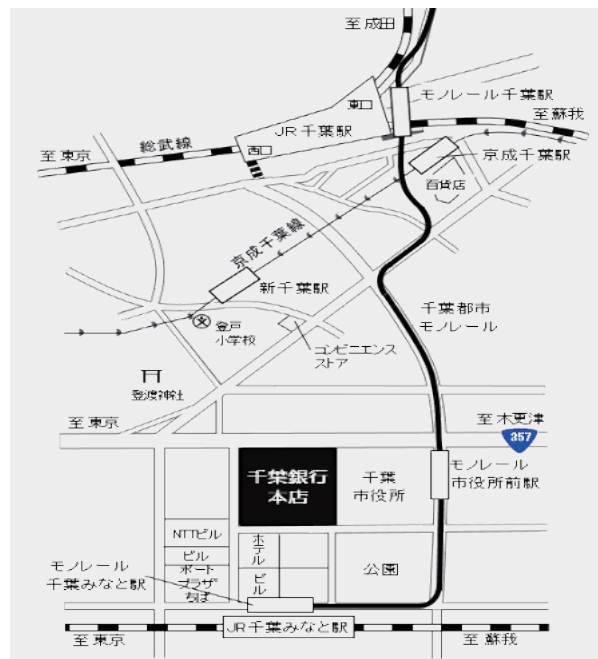 至成田
東口
モノレール千葉駅
至蘇我
JR千葉駅
総武線
至東京
西口
京成千葉駅
百貨店
京成千葉線
新千葉駅
千葉都市
モノレール
登戸
小学校
コンビニエンス
ストア
登渡神社
至東京
至木更津
357
千葉銀行
本店
千葉
市役所
モノレール
市役所前駅
NTTビル
ビル
ポート
プラザ
ちば
ホテル
ビル
公園
モノレール
千葉みなと駅
JR千葉みなと駅
至東京
至蘇我